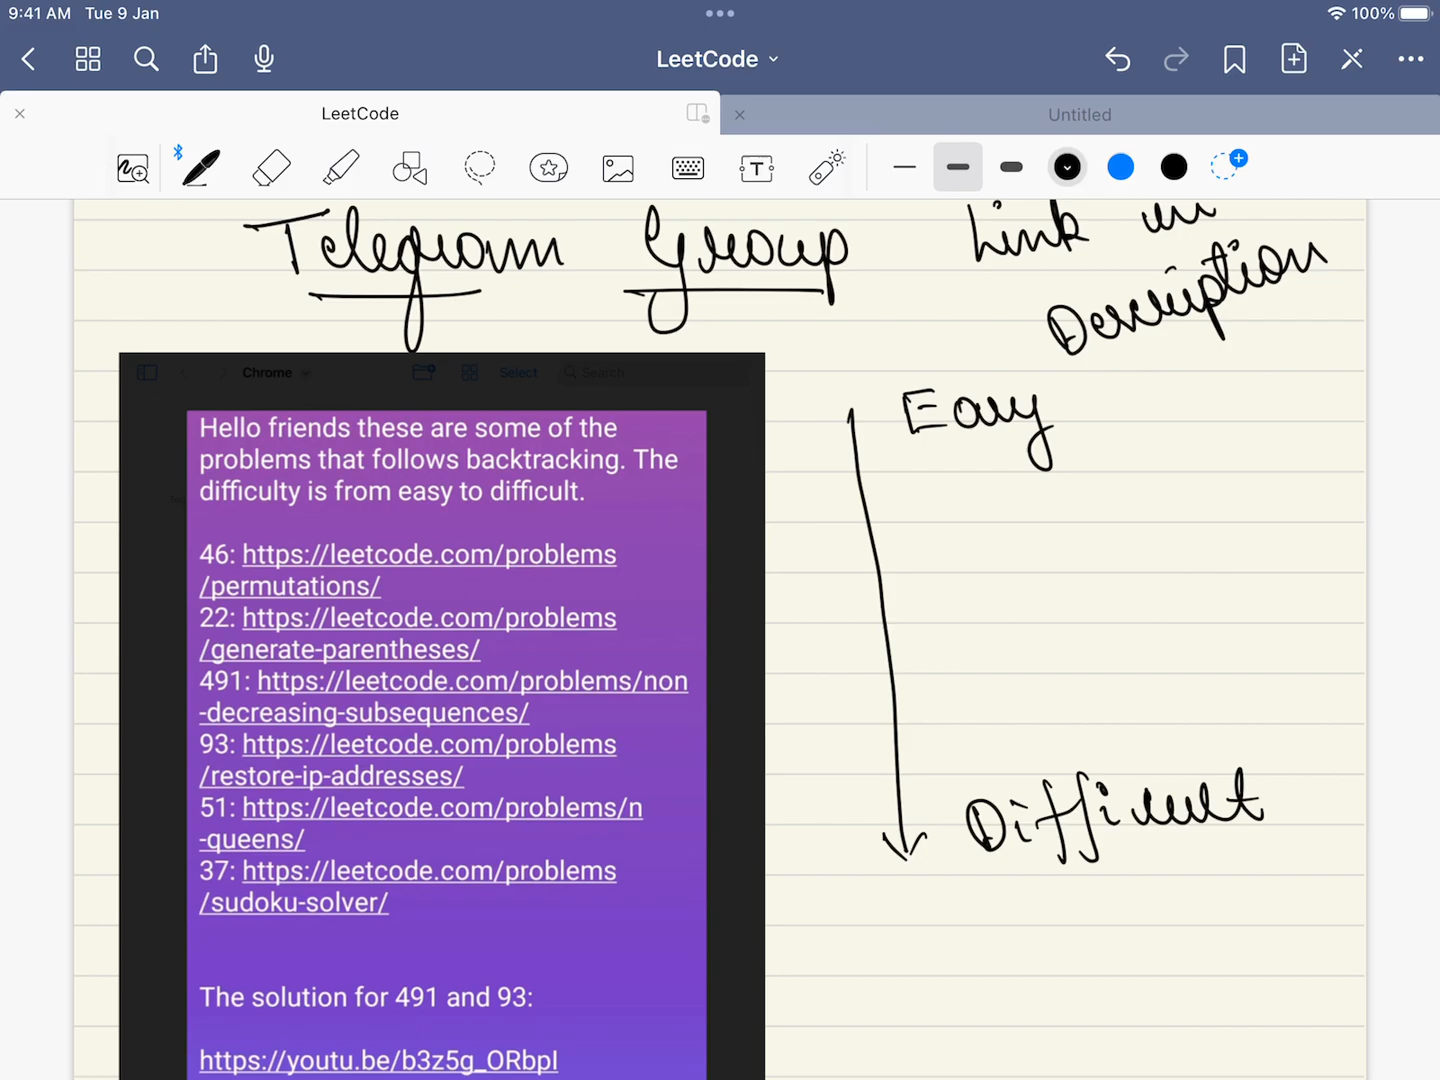 9:41 AM Tue 9 Jan
100%
LeetCode
LeetCode
Untitled
T
Telegram Group
Link in
Description
Chrome
Select
Search
Easy
Hello friends these are some of the
problems that follows backtracking. The
difficulty is from easy to difficult.
46: https://leetcode.com/problems
/permutations/
22: https://leetcode.com/problems
/generate-parentheses/
491: https://leetcode.com/problems/non
-decreasing-subsequences/
93: https://leetcode.com/problems
/restore-ip-addresses/
51: https://leetcode.com/problems/n
-queens/
37: https://leetcode.com/problems
/sudoku-solver/
Difficult
The solution for 491 and 93:
https://youtu.be/b3z5g_ORbpI